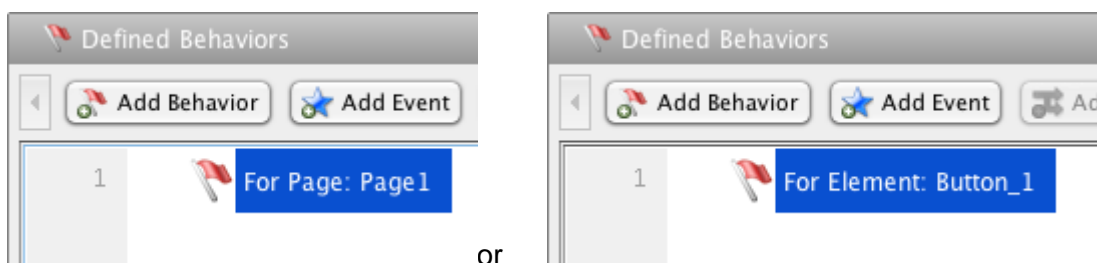 Defined Behaviors
Add Behavior Add Event
1 For Page: Page1
or
Defined Behaviors
Add Behavior Add Event
1 For Element: Button_1